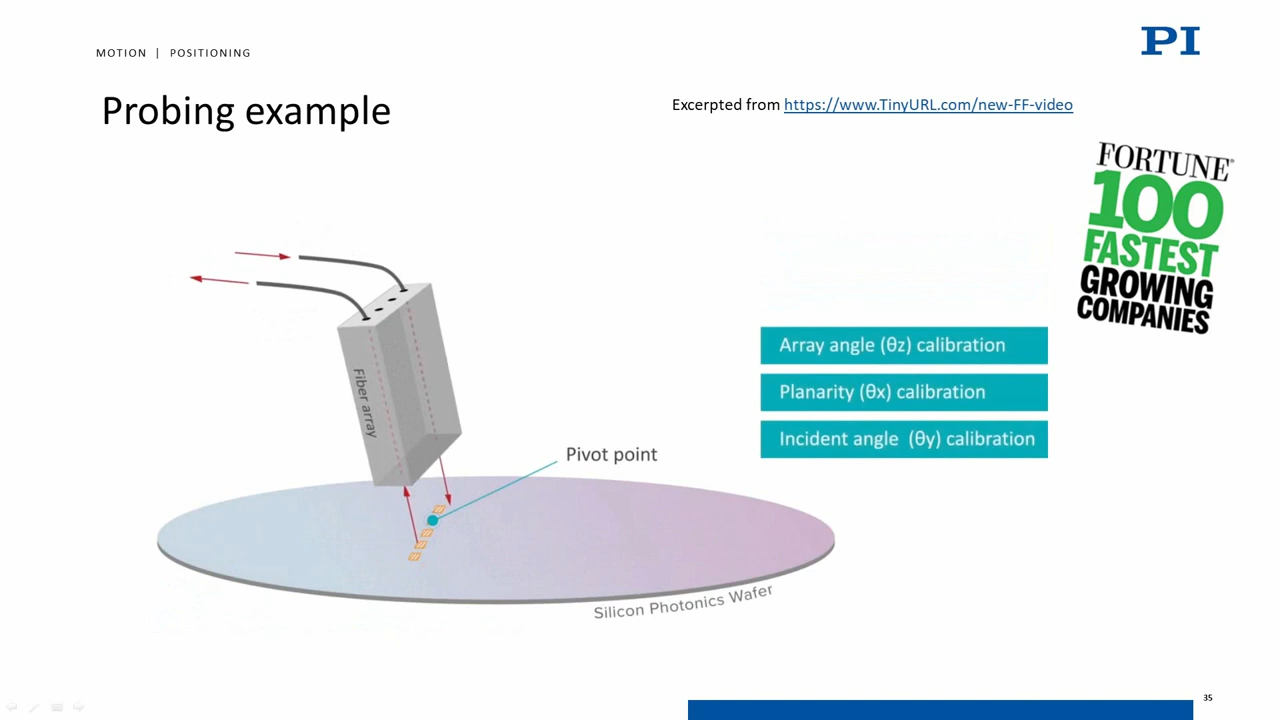 MOTION | POSITIONING
PI
Probing example
Excerpted from https://www.TinyURL.com/new-FF-video
FORTUNE®
100
FASTEST
GROWING
COMPANIES
Array angle (θz) calibration
Planarity (θx) calibration
Incident angle (θy) calibration
Fiber array
Pivot point
Silicon Photonics Wafer
35